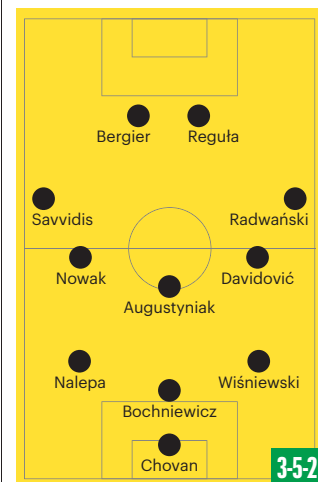 Bergier Reguła
Savvidis Radwański
Nowak Davidović
Augustyniak
Nalepa Wiśniewski
Bochniewicz
Chovan
3-5-2